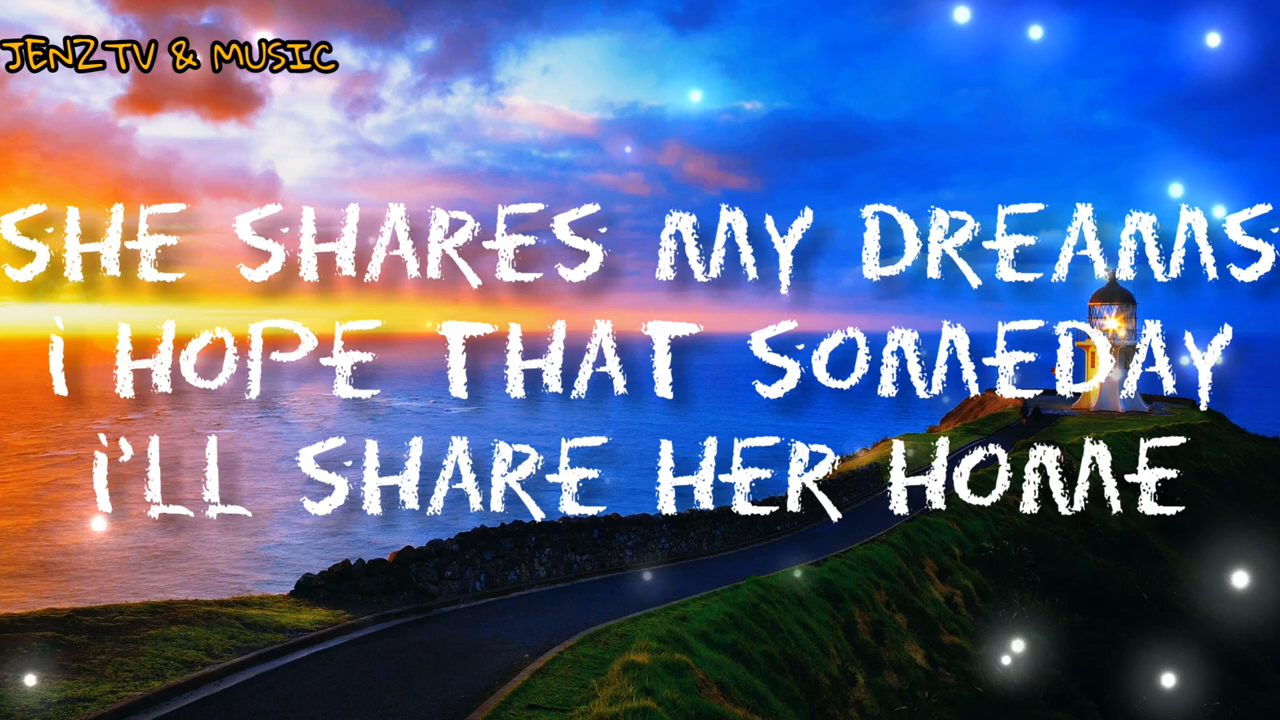 JENZ TV & MUSIC
SHE SHARES MY DREAMS
i HOPE THAT SOMEDAY
i'LL SHARE HER HOME